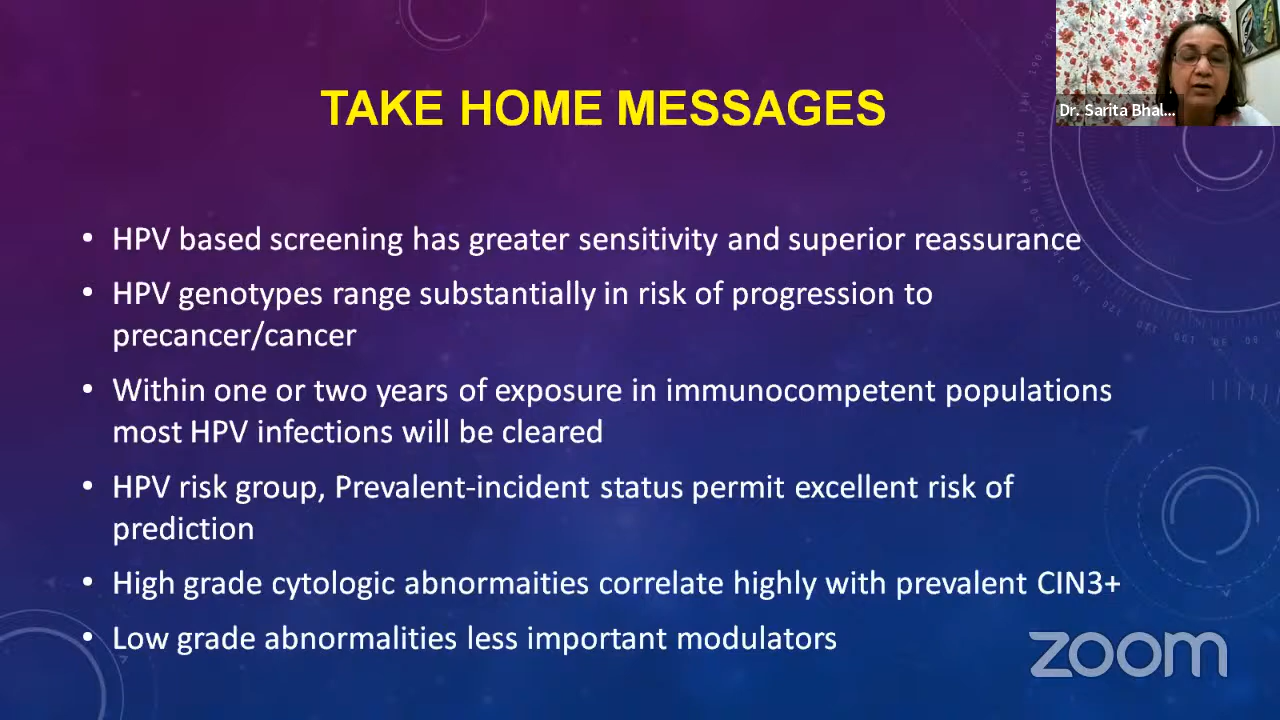 TAKE HOME MESSAGES
Dr. Sarita Bhal...
• HPV based screening has greater sensitivity and superior reassurance
• HPV genotypes range substantially in risk of progression to
precancer/cancer
• Within one or two years of exposure in immunocompetent populations
most HPV infections will be cleared
• HPV risk group, Prevalent-incident status permit excellent risk of
prediction
• High grade cytologic abnormaities correlate highly with prevalent CIN3+
• Low grade abnormalities less important modulators
zoom